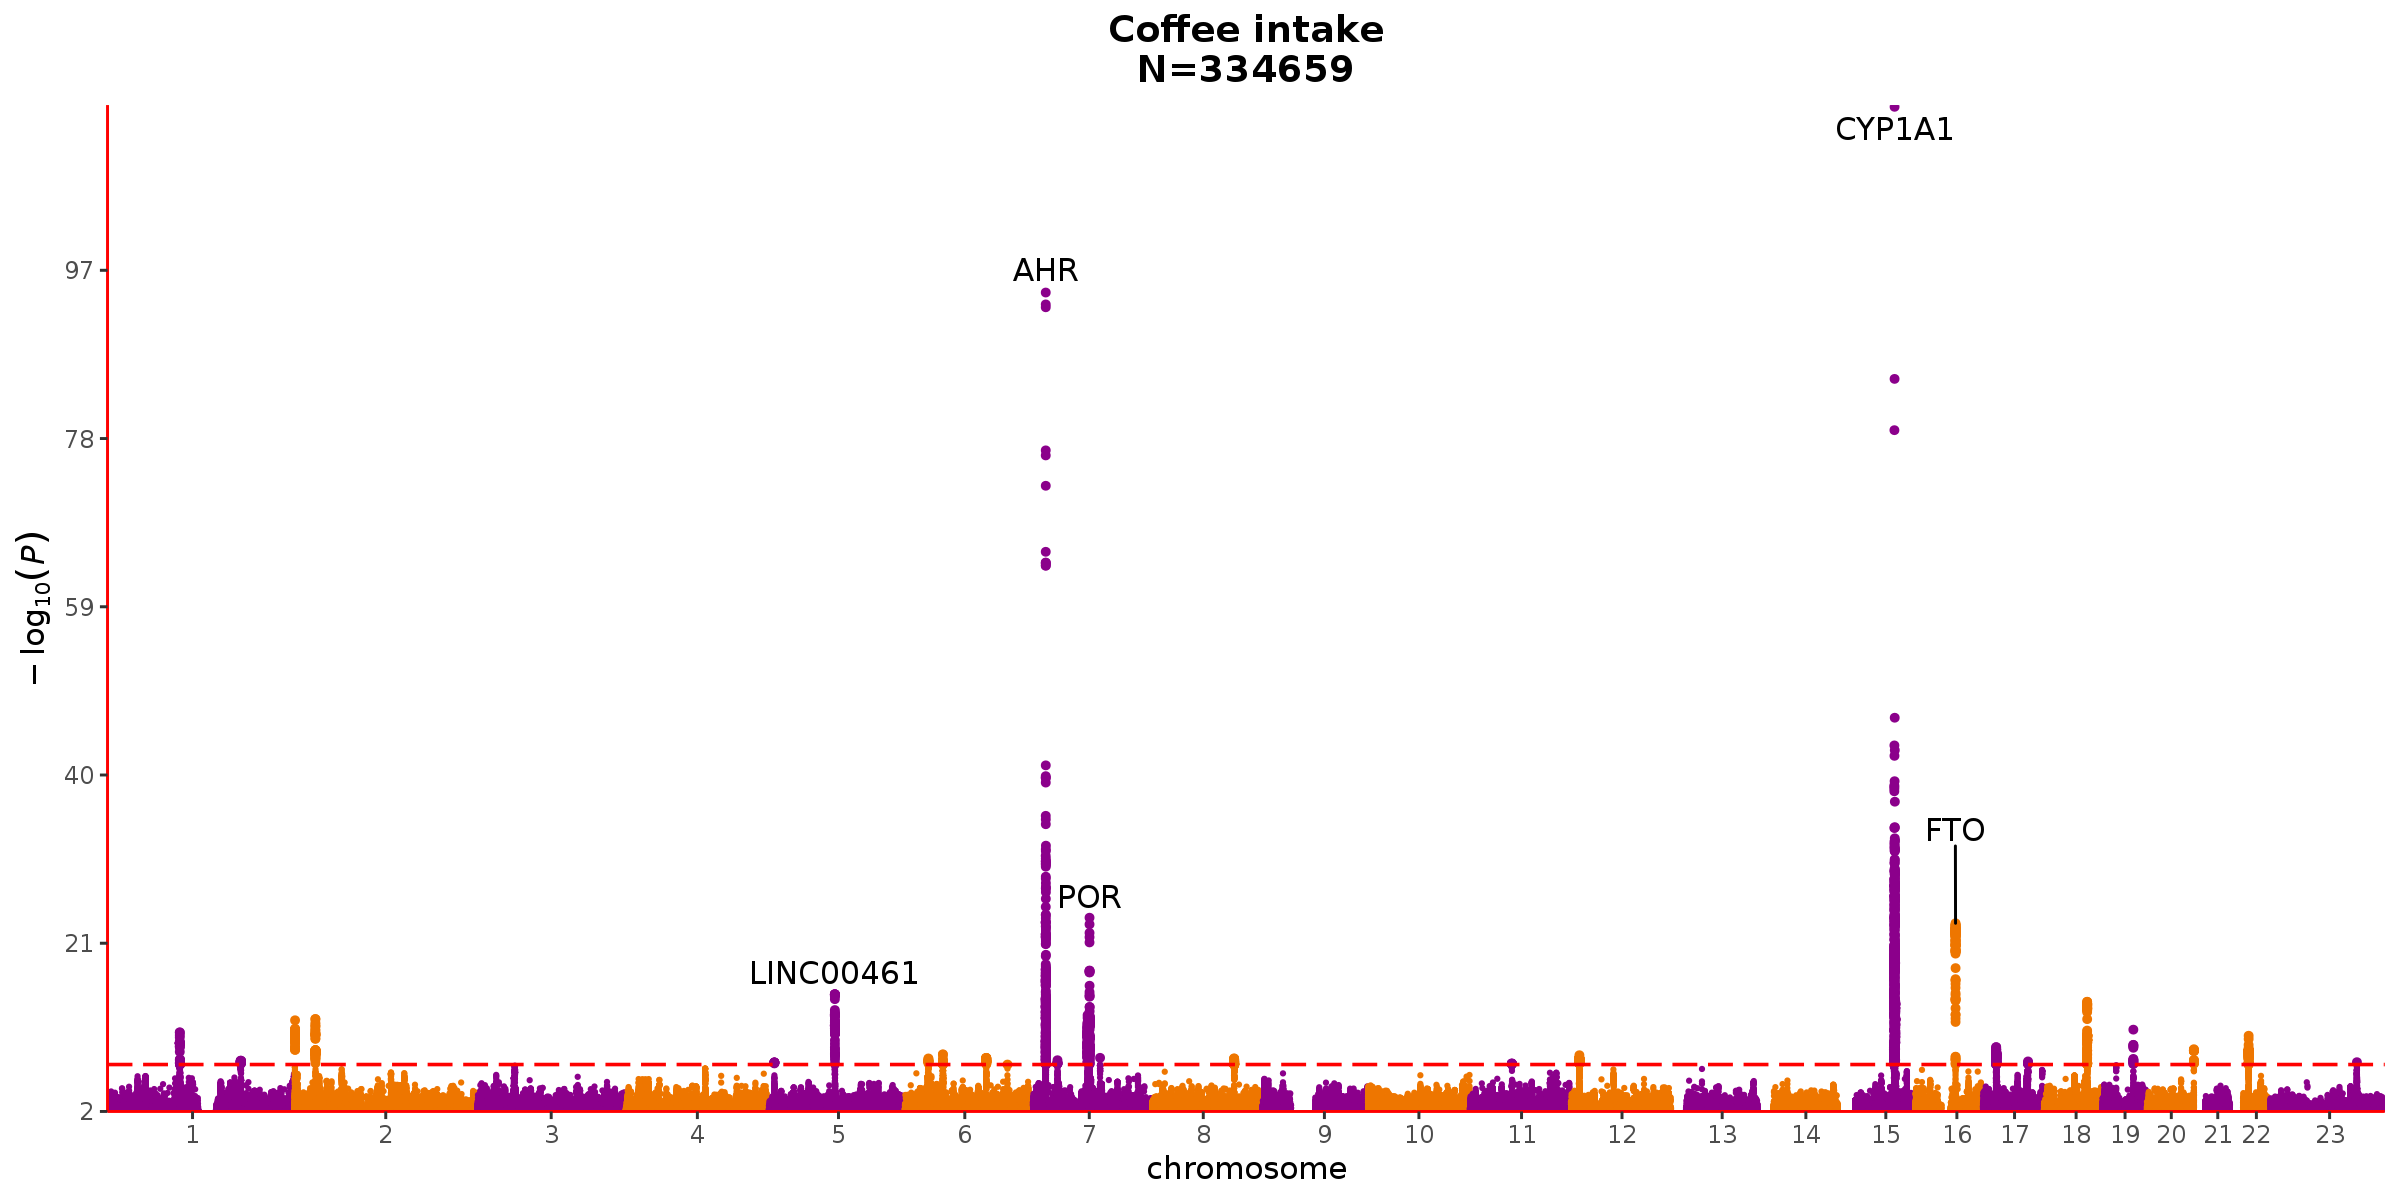 Coffee intake
N=334659
CYP1A1
AHR
FTO
POR
LINC00461
97
78
59
40
21
2
−log10(P)
1 2 3 4 5 6 7 8 9 10 11 12 13 14 15 16 17 18 19 20 21 22 23
chromosome